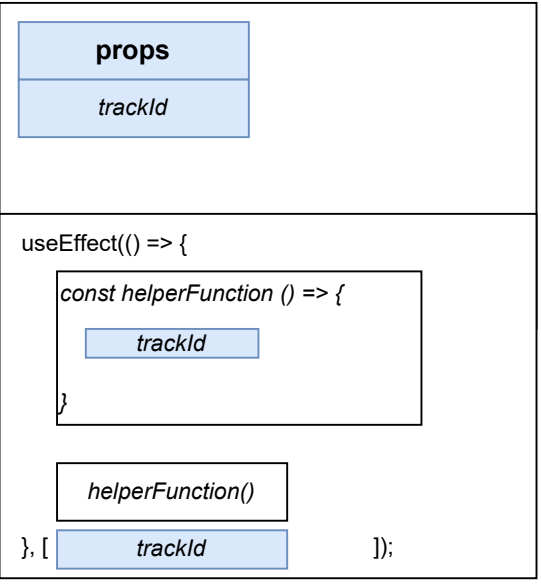 props
trackId
useEffect(() => {
const helperFunction () => {
trackId
}
helperFunction()
}, [ trackId ]);